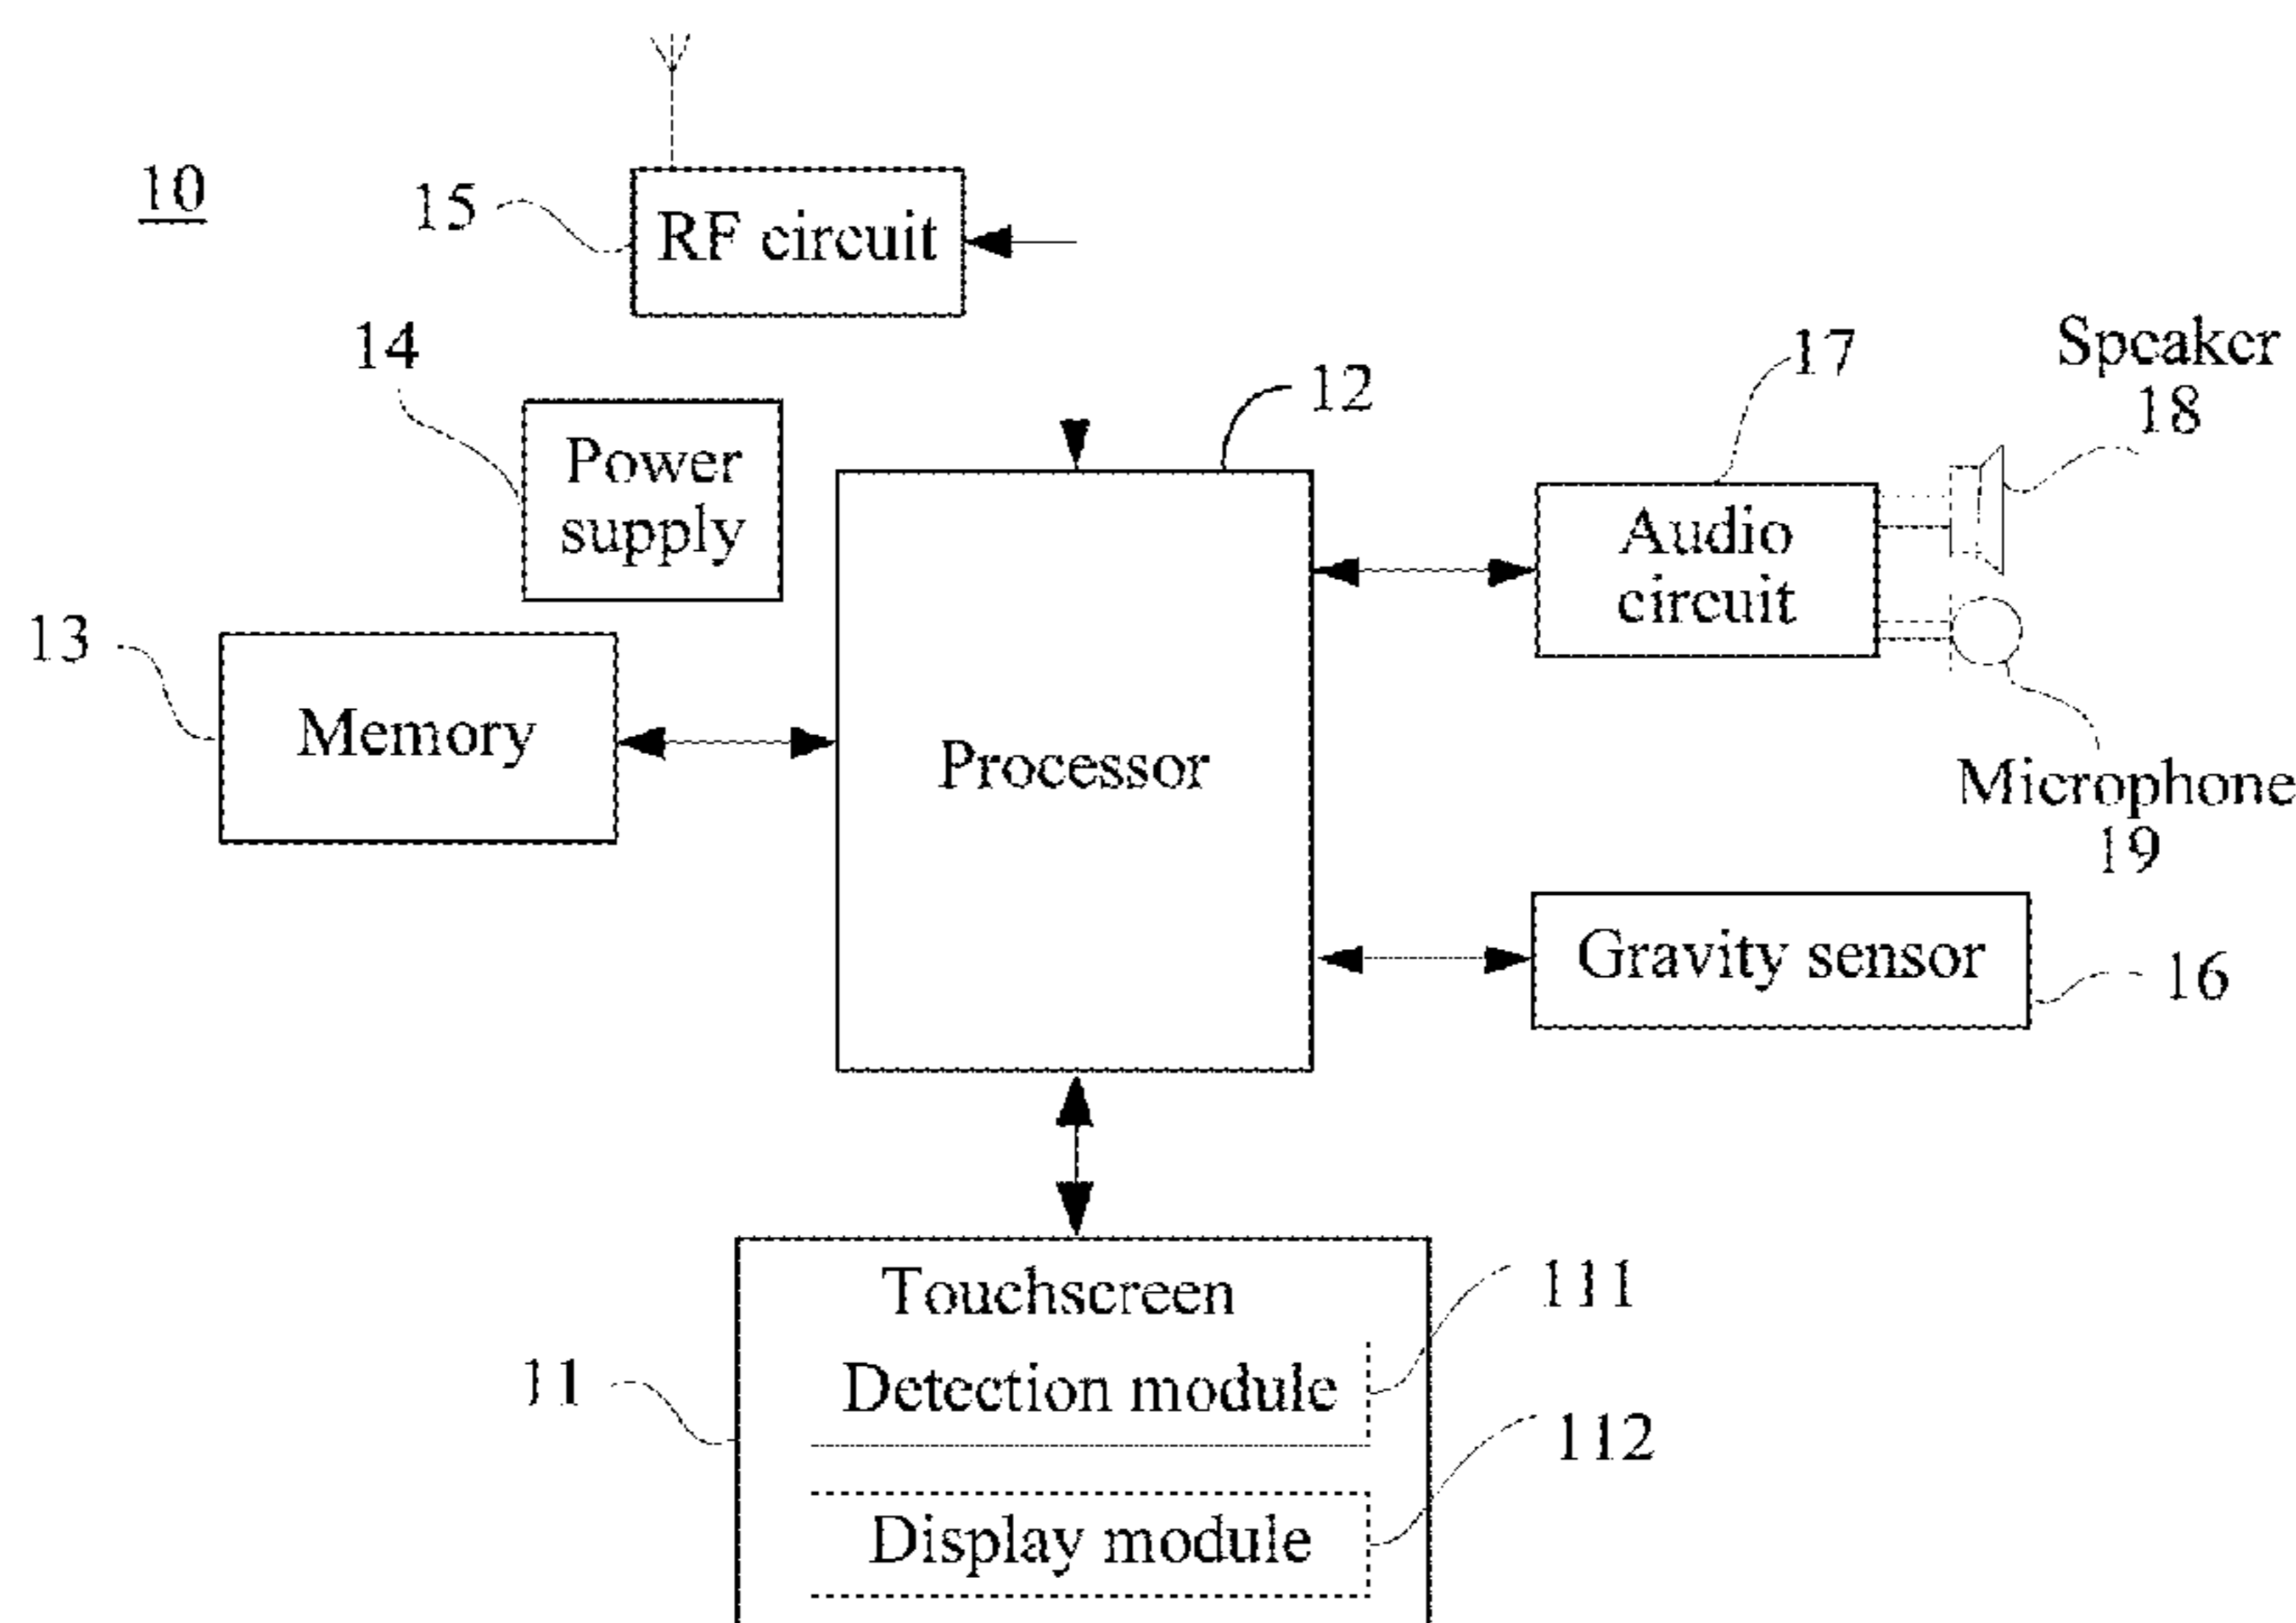 10
15
RF circuit
14
Power
supply
12
17
Speaker
18
Audio
circuit
13
Memory
Processor
Microphone
19
Gravity sensor
16
Touchscreen
111
11
Detection module
112
Display module